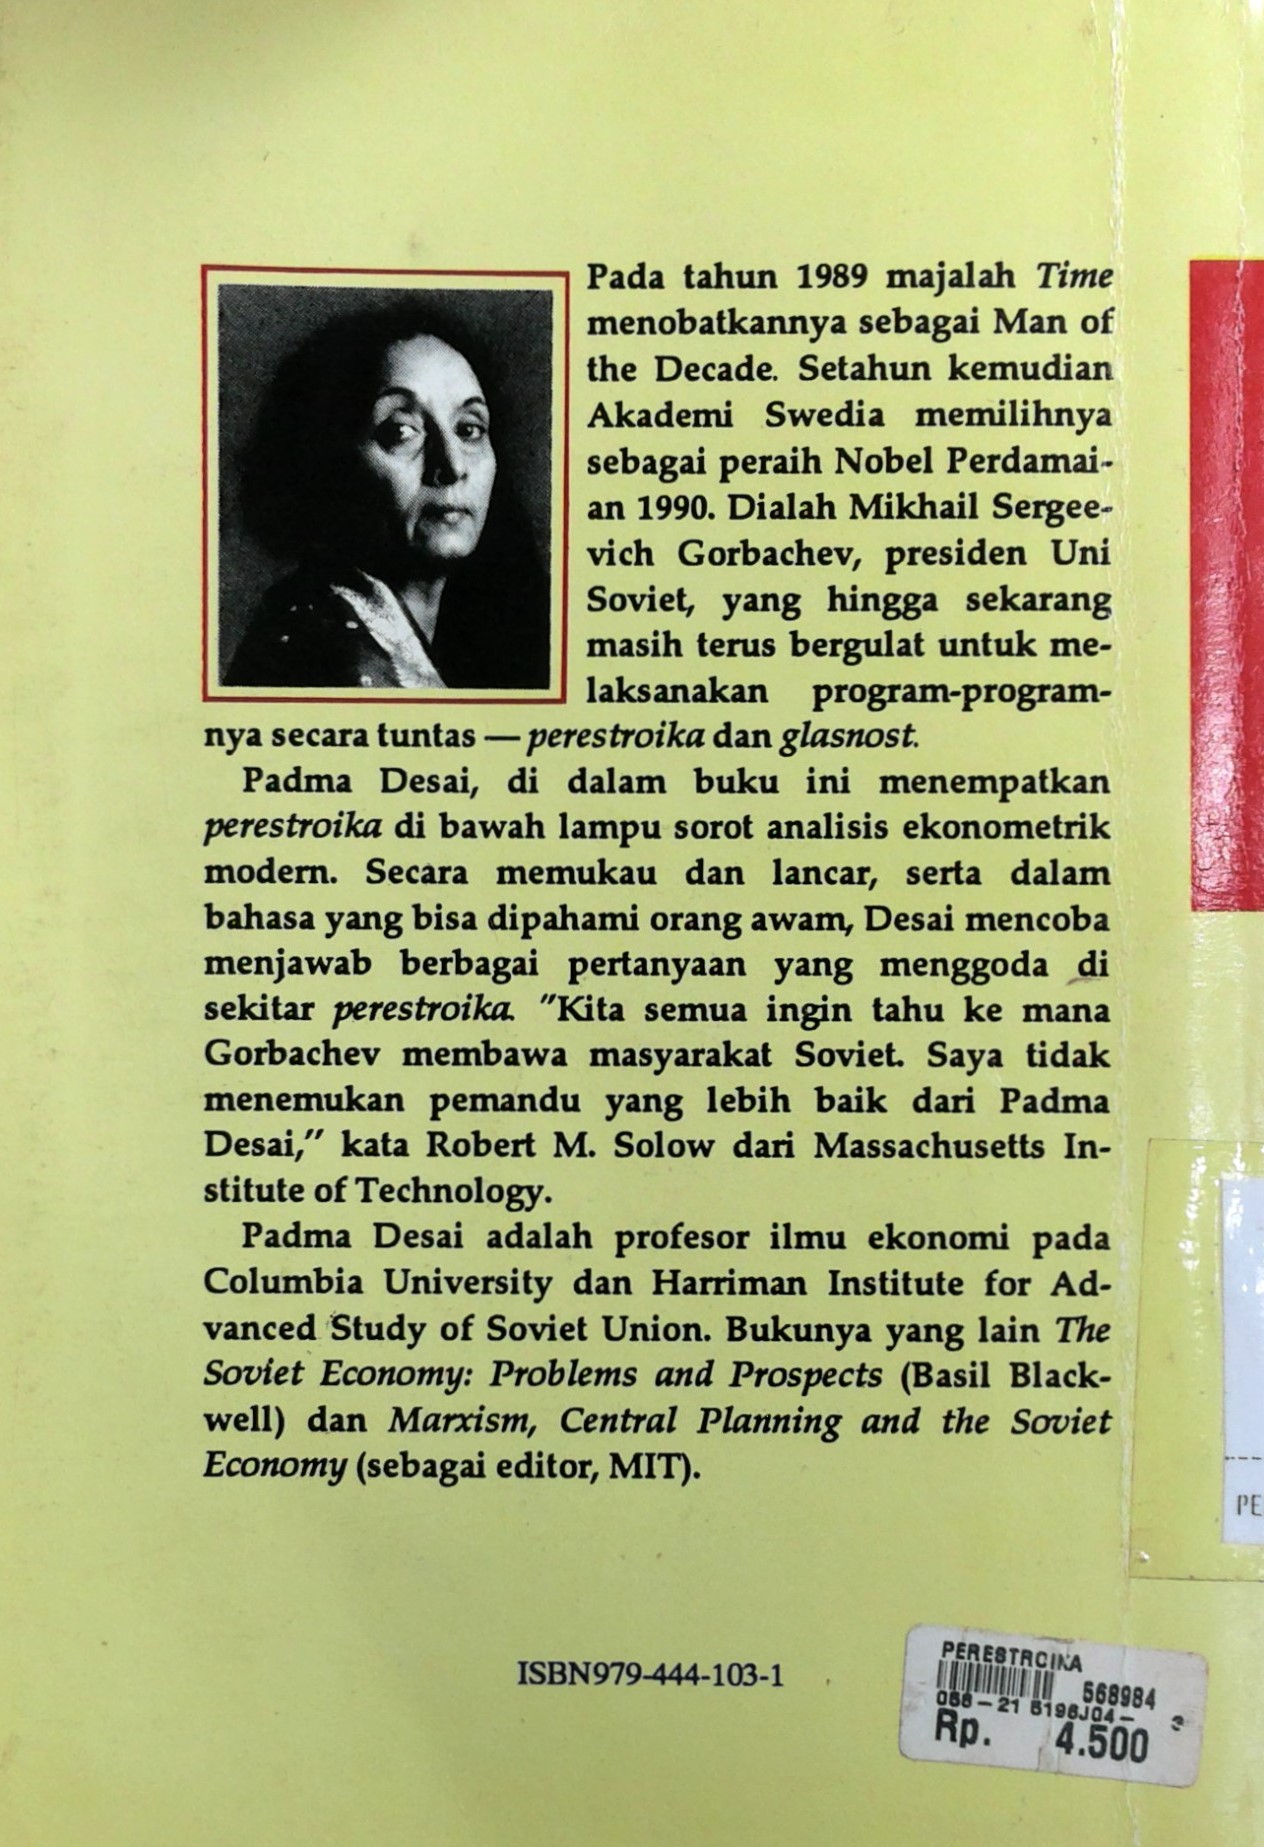 Pada tahun 1989 majalah Time
menobatkannya sebagai Man of
the Decade. Setahun kemudian
Akademi Swedia memilihnya
sebagai peraih Nobel Perdamai-
an 1990. Dialah Mikhail Sergee-
vich Gorbachev, presiden Uni
Soviet, yang hingga sekarang
masih terus bergulat untuk me-
laksanakan program-program-
nya secara tuntas — perestroika dan glasnost.
Padma Desai, di dalam buku ini menempatkan
perestroika di bawah lampu sorot analisis ekonometrik
modern. Secara memukau dan lancar, serta dalam
bahasa yang bisa dipahami orang awam, Desai mencoba
menjawab berbagai pertanyaan yang menggoda di
sekitar perestroika. "Kita semua ingin tahu ke mana
Gorbachev membawa masyarakat Soviet. Saya tidak
menemukan pemandu yang lebih baik dari Padma
Desai," kata Robert M. Solow dari Massachusetts In-
stitute of Technology.
Padma Desai adalah profesor ilmu ekonomi pada
Columbia University dan Harriman Institute for Ad-
vanced Study of Soviet Union. Bukunya yang lain The
Soviet Economy: Problems and Prospects (Basil Black-
well) dan Marxism, Central Planning and the Soviet
Economy (sebagai editor, MIT).
PE
ISBN 979-444-103-1
PERESTROIKA
568984
Rp. 4.500